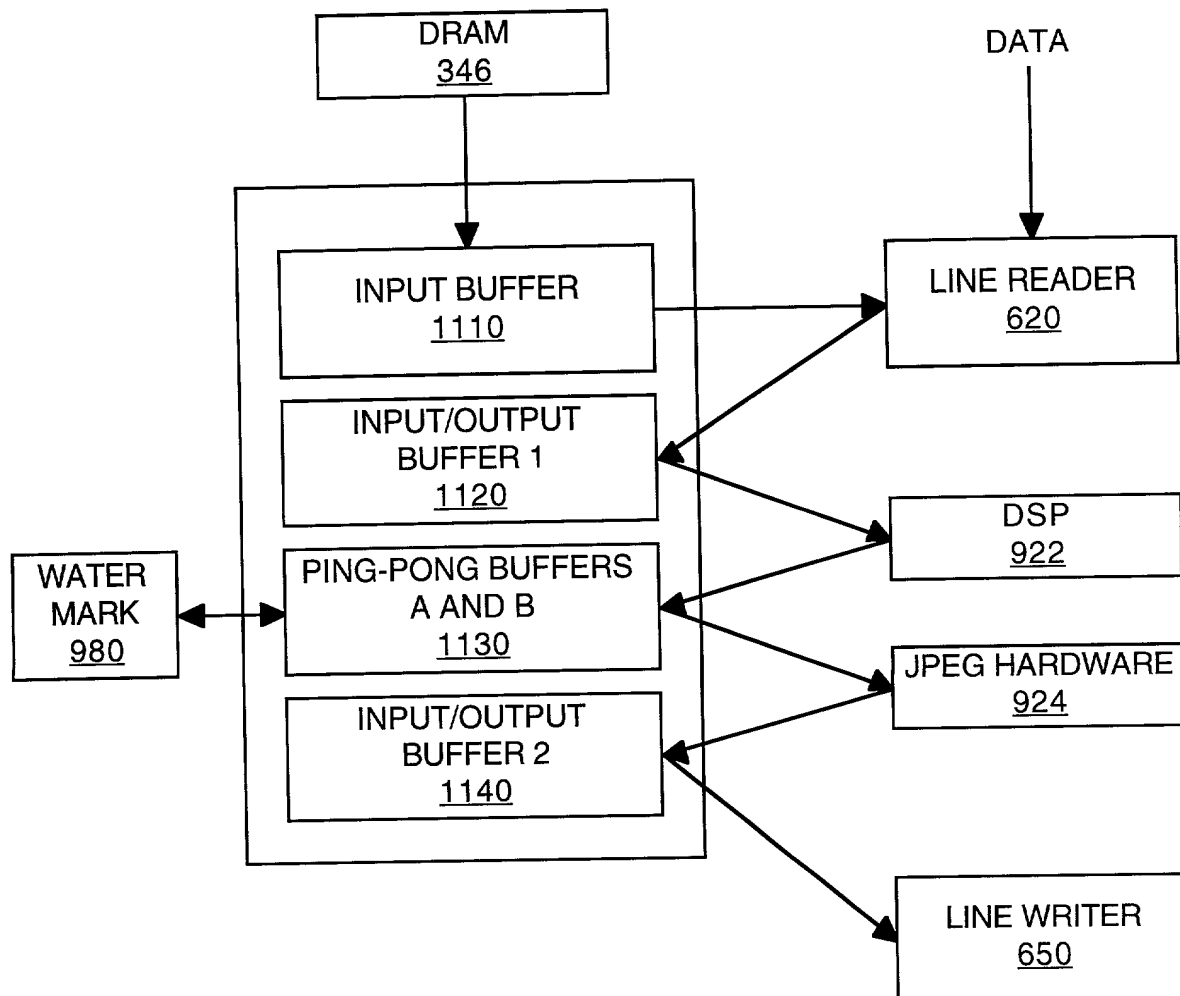 DRAM
346
DATA
INPUT BUFFER
1110
LINE READER
620
INPUT/OUTPUT
BUFFER 1
1120
DSP
922
WATER
MARK
980
PING-PONG BUFFERS
A AND B
1130
JPEG HARDWARE
924
INPUT/OUTPUT
BUFFER 2
1140
LINE WRITER
650